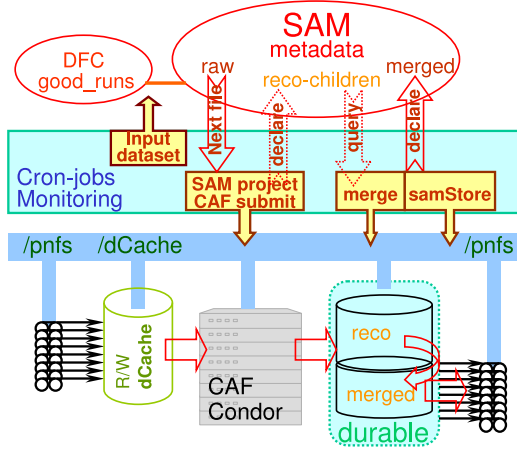 SAM
metadata
DFC
good_runs
raw
reco-children
merged
Next file
declare
query
declare
Input
dataset
Cron-jobs
Monitoring
SAM project
CAF submit
merge
samStore
/pnfs
/dCache
/pnfs
R/W
dCache
CAF
Condor
reco
merged
durable